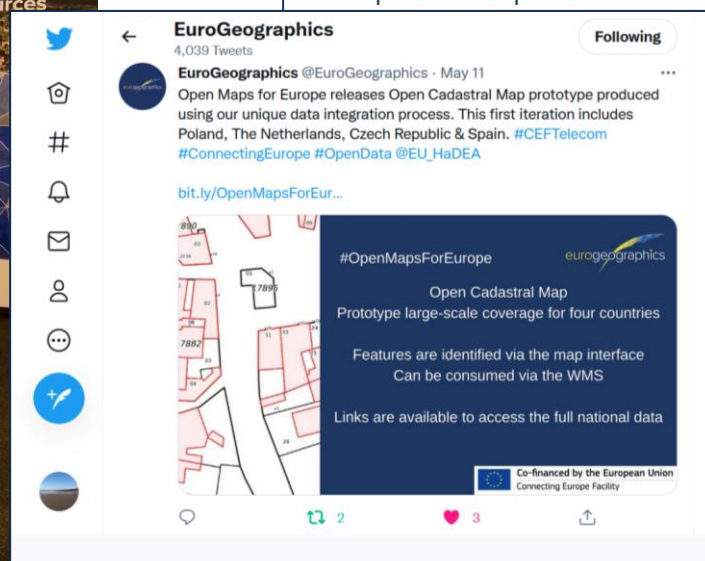 urces
EuroGeographics
4,039 Tweets
Following
EuroGeographics @EuroGeographics · May 11
Open Maps for Europe releases Open Cadastral Map prototype produced
using our unique data integration process. This first iteration includes
Poland, The Netherlands, Czech Republic & Spain. #CEFTelecom
#ConnectingEurope #OpenData @EU_HaDEA
bit.ly/OpenMapsForEur...
890
7895
7882
#OpenMapsForEurope
eurogeographics
Open Cadastral Map
Prototype large-scale coverage for four countries
Features are identified via the map interface
Can be consumed via the WMS
Links are available to access the full national data
Co-financed by the European Union
Connecting Europe Facility
2
3